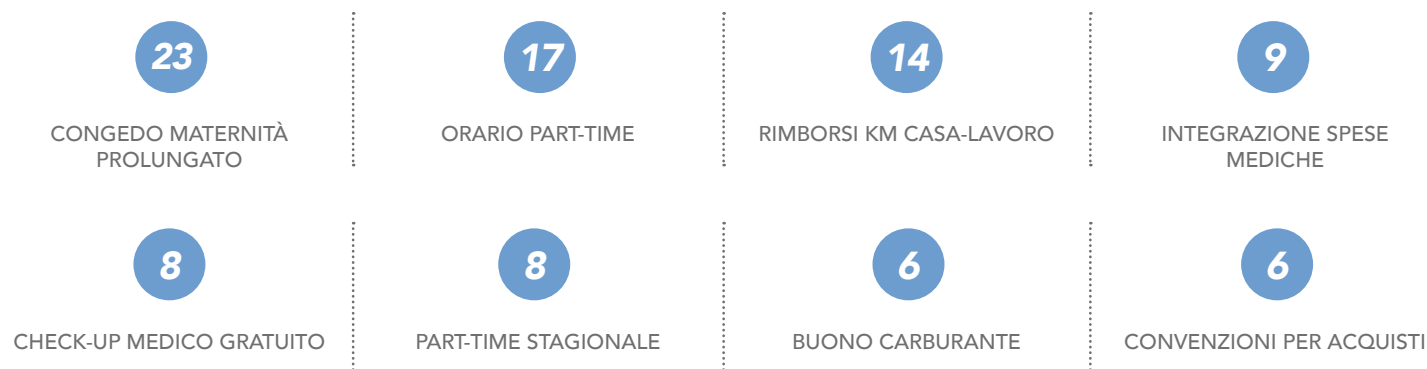 23
17
14
9
CONGEDO MATERNITÀ
PROLUNGATO
ORARIO PART-TIME
RIMBORSI KM CASA-LAVORO
INTEGRAZIONE SPESE
MEDICHE
8
8
6
6
CHECK-UP MEDICO GRATUITO
PART-TIME STAGIONALE
BUONO CARBURANTE
CONVENZIONI PER ACQUISTI